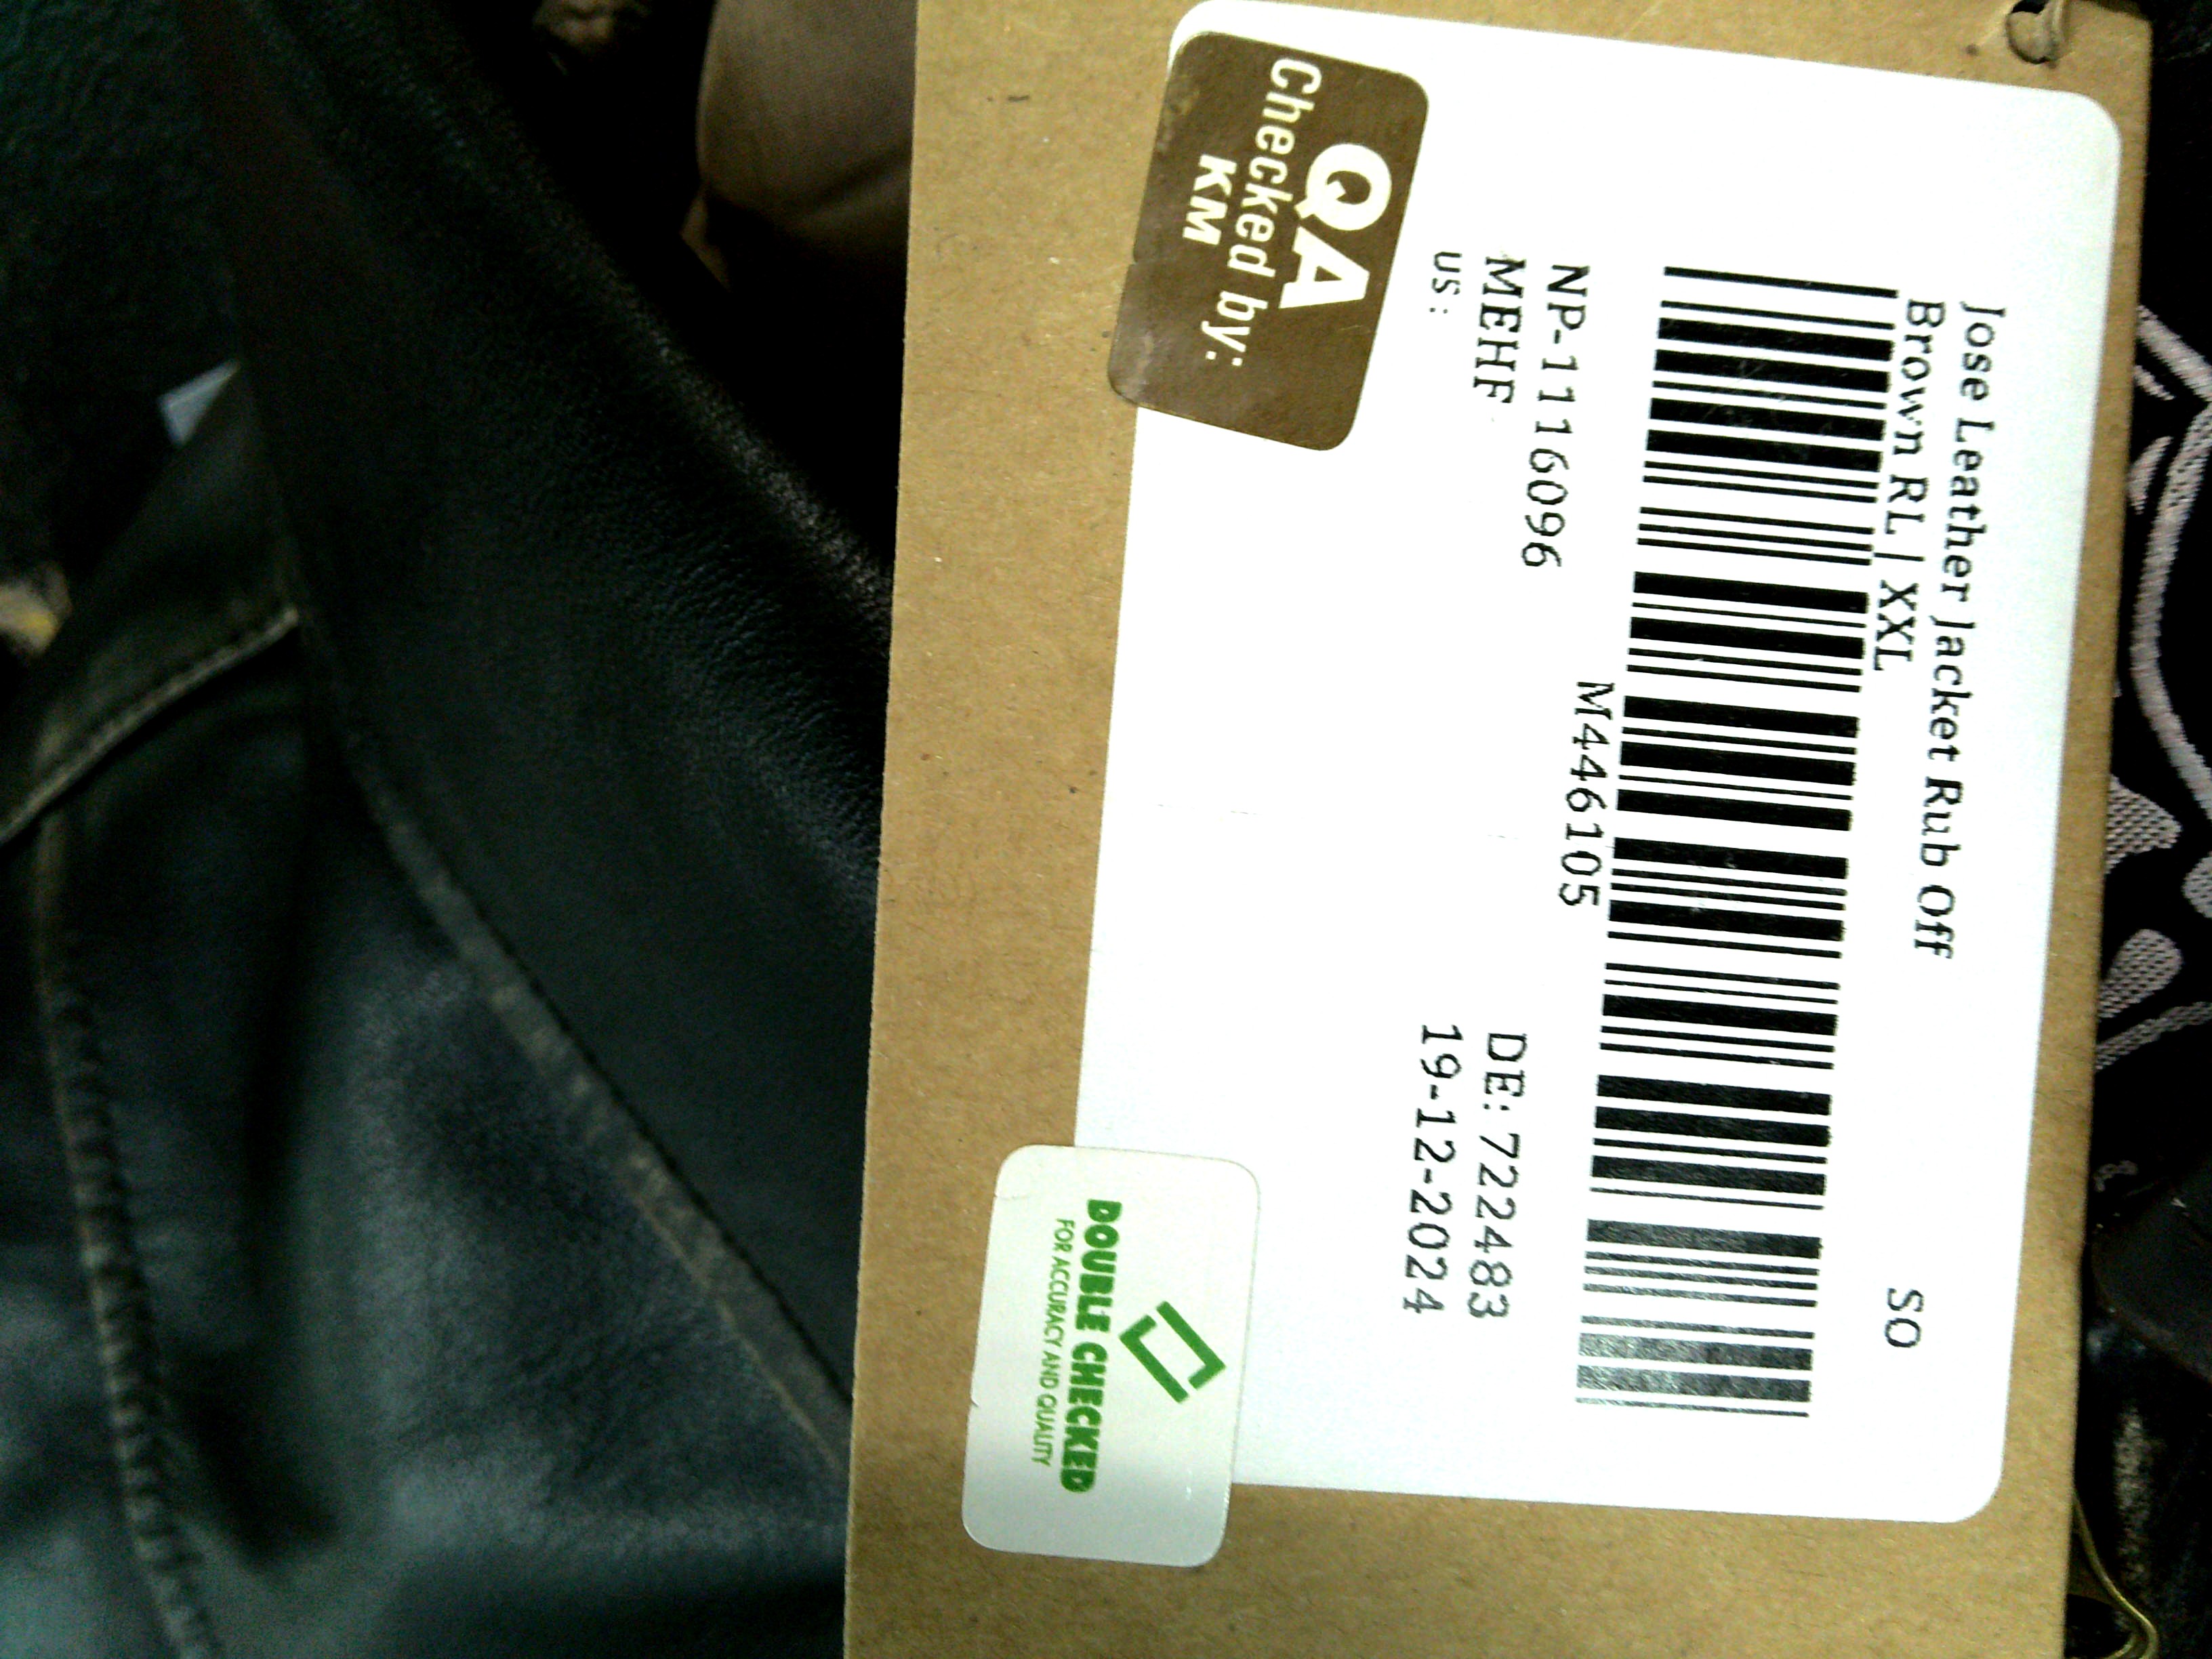 Jose Leather Jacket Rub Off
Brown RL | XXL
SO
M446105
NP-1116096
MEHF
US:
DE: 722483
19-12-2024
QA
Checked by:
KM
DOUBLE CHECKED
FOR ACCURACY AND QUALITY